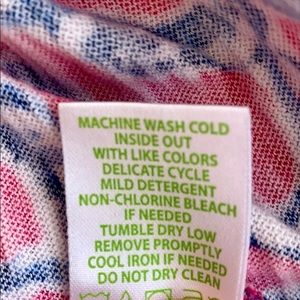 MACHINE WASH COLD
INSIDE OUT
WITH LIKE COLORS
DELICATE CYCLE
MILD DETERGENT
NON-CHLORINE BLEACH
IF NEEDED
TUMBLE DRY LOW
REMOVE PROMPTLY
COOL IRON IF NEEDED
DO NOT DRY CLEAN